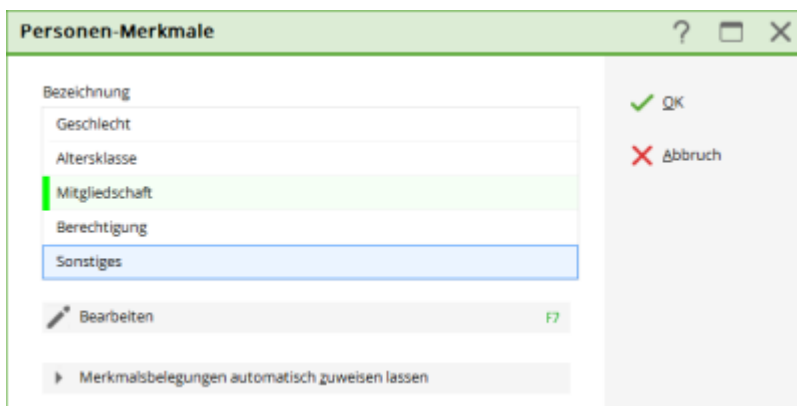 Personen-Merkmale
Bezeichnung
Geschlecht
Altersklasse
Mitgliedschaft
Berechtigung
Sonstiges
Bearbeiten F7
Merkmalsbelegungen automatisch zuweisen lassen
OK
Abbruch